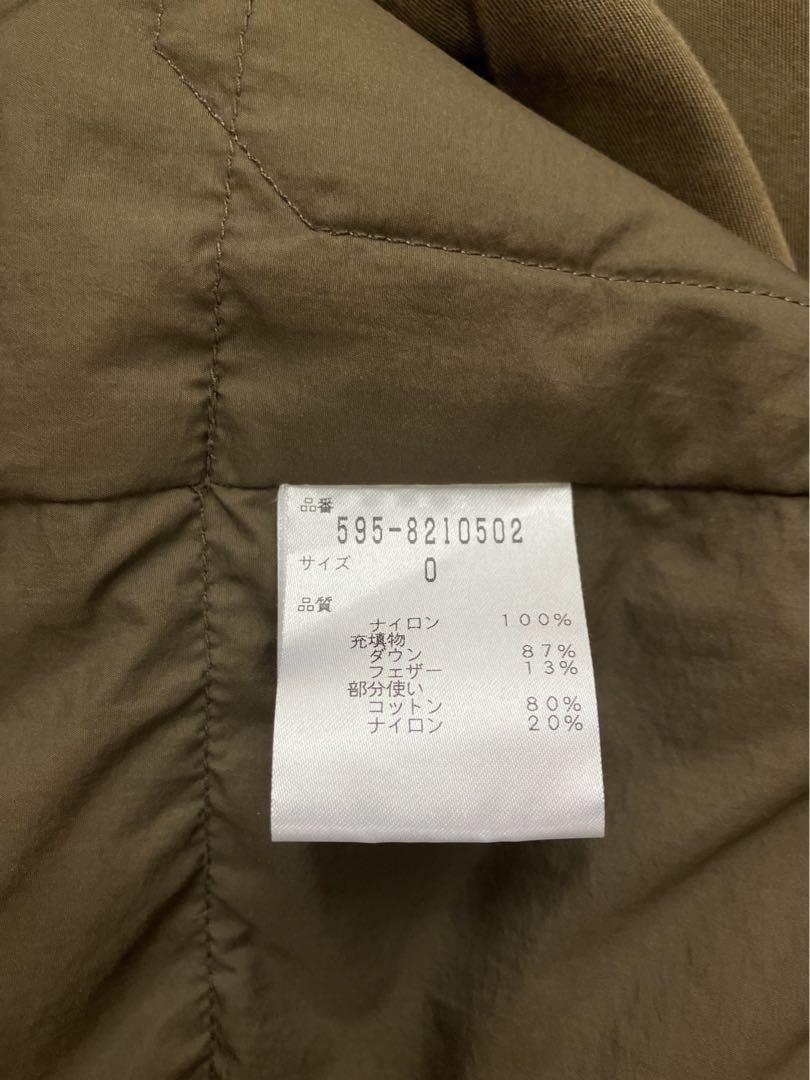 品番
595-8210502
サイズ
0
品質
ナイロン 100%
充填物
ダウン 87%
フェザー 13%
部分使い
コットン 80%
ナイロン 20%